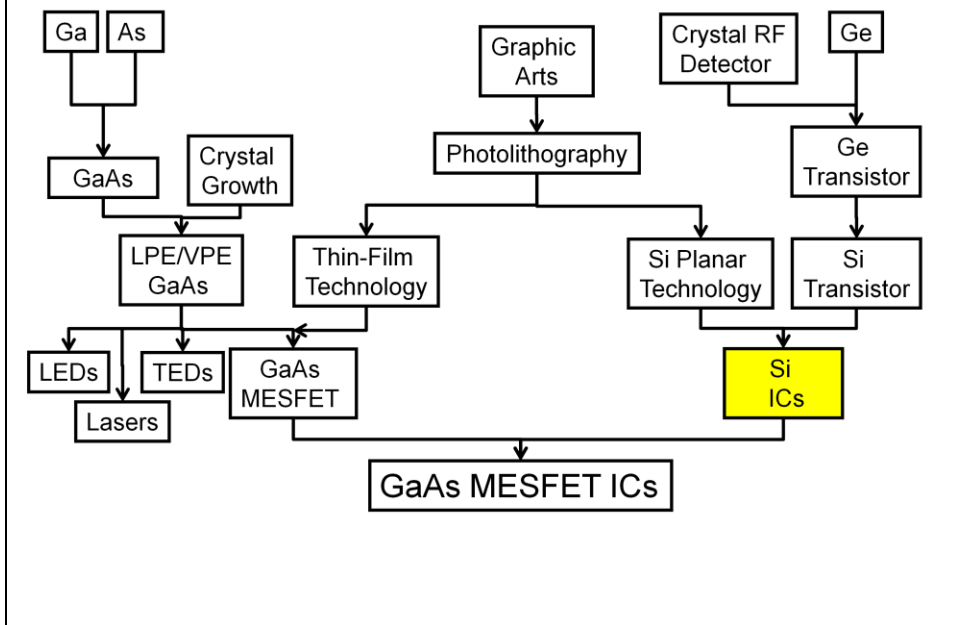 Ga
As
Graphic
Arts
Crystal RF
Detector
Ge
Photolithography
Ge
Transistor
GaAs
Crystal
Growth
LPE/VPE
GaAs
Thin-Film
Technology
Si Planar
Technology
Si
Transistor
LEDs
TEDs
GaAs
MESFET
Si
ICs
Lasers
GaAs MESFET ICs